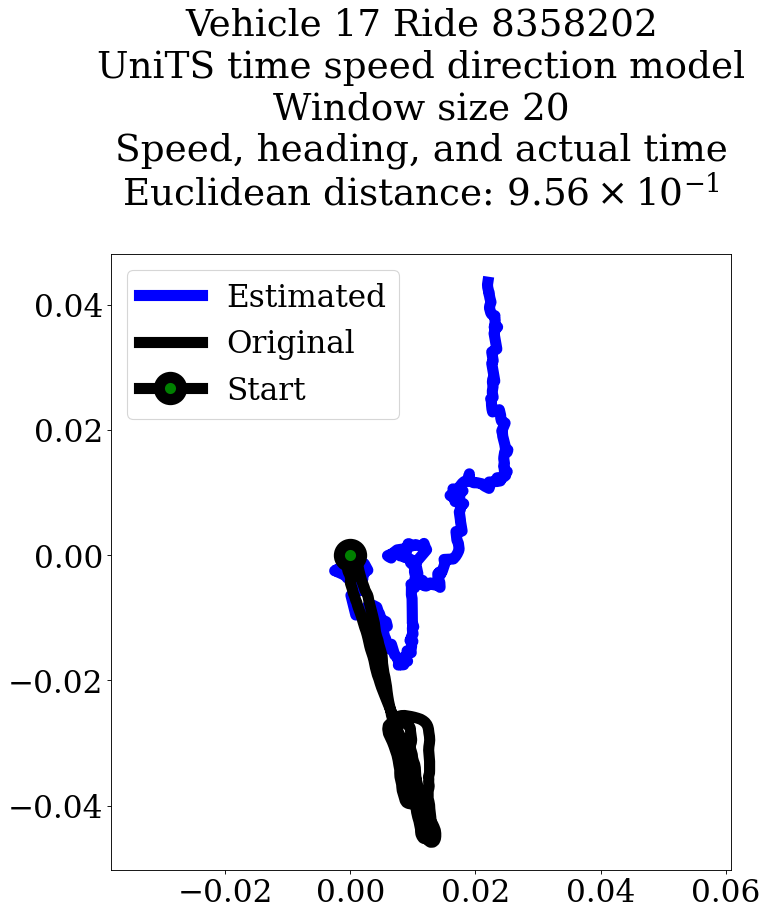 Vehicle 17 Ride 8358202
UniTS time speed direction model
Window size 20
Speed, heading, and actual time
Euclidean distance: 9.56 × 10⁻¹
Estimated
Original
Start
0.04
0.02
0.00
−0.02
−0.04
−0.02 0.00 0.02 0.04 0.06